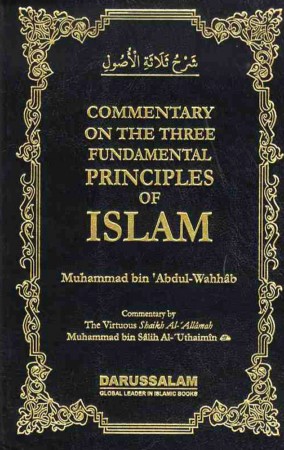 شرح ثلاثة الأصول
COMMENTARY
ON THE THREE
FUNDAMENTAL
PRINCIPLES
OF
ISLAM
Muhammad bin 'Abdul-Wahhâb
Commentary by
The Virtuous Shaikh Al-'Allâmah
Muhammad bin Sâlih Al-'Uthaimîn
DARUSSALAM
GLOBAL LEADER IN ISLAMIC BOOKS